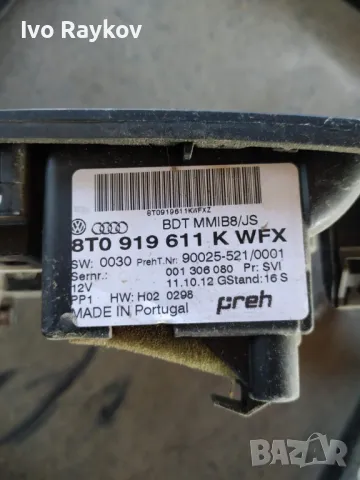 Ivo Raykov
8T0919611KWFXZ
BDT MMIB8/JS
Audi
8T0 919 611 K WFX
SW: 0030 PrehT.Nr: 90025-521/0001
Sernr.: 001 306 080 Pr: SVI
12V 11.10.12 GStand: 16 S
PP1 HW: H02 0298
MADE IN Portugal preh
BAZAR
bg